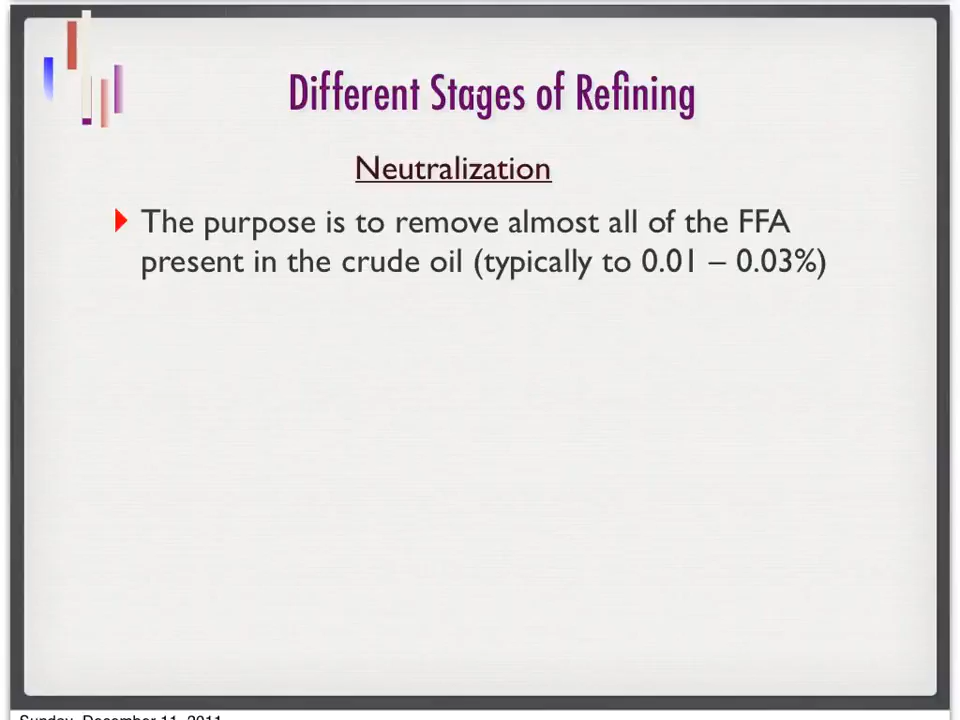 Different Stages of Refining
Neutralization
The purpose is to remove almost all of the FFA
present in the crude oil (typically to 0.01 – 0.03%)
Sunday, December 11, 2011